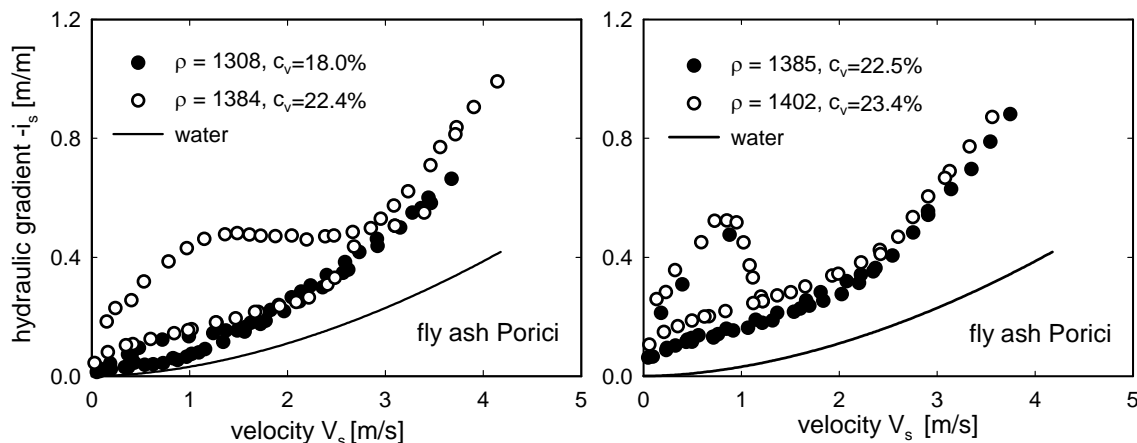 hydraulic gradient -i_s [m/m]
1.2
0.8
0.4
0.0
ρ = 1308, c_v=18.0%
ρ = 1384, c_v=22.4%
water
fly ash Porici
0 1 2 3 4 5
velocity V_s [m/s]
1.2
0.8
0.4
0.0
ρ = 1385, c_v=22.5%
ρ = 1402, c_v=23.4%
water
fly ash Porici
0 1 2 3 4 5
velocity V_s [m/s]